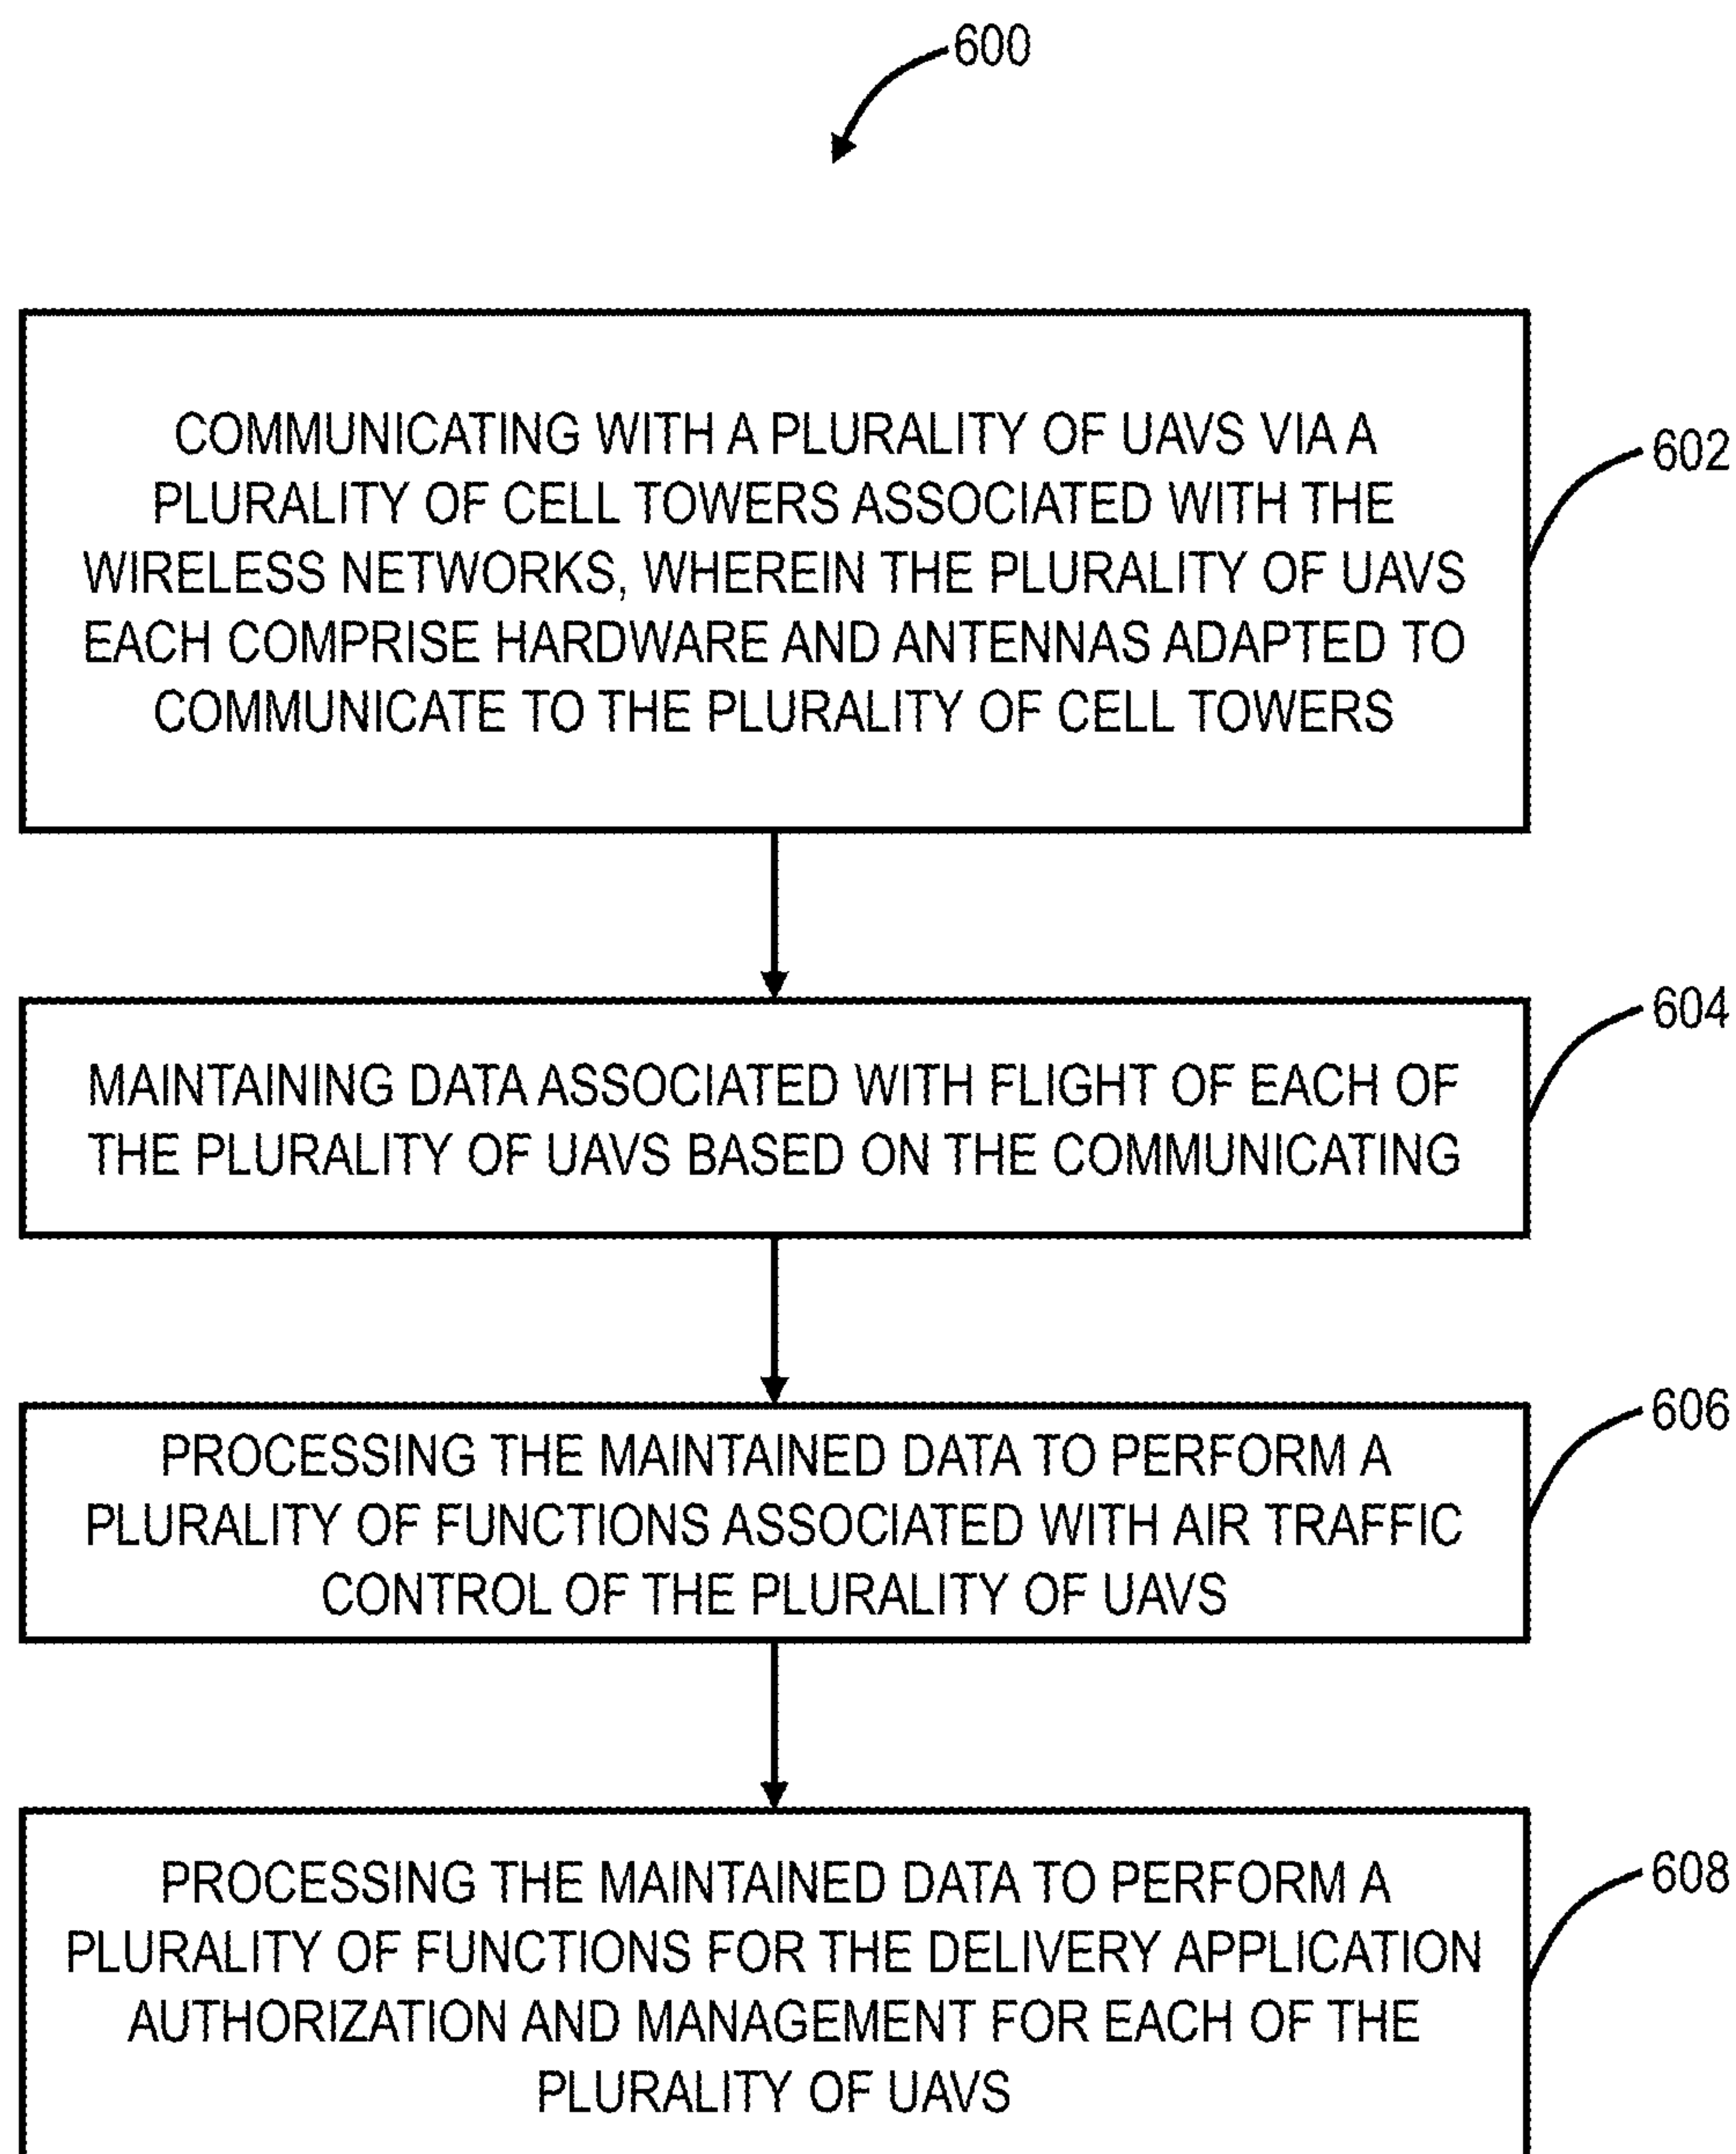 600
COMMUNICATING WITH A PLURALITY OF UAVS VIA A
PLURALITY OF CELL TOWERS ASSOCIATED WITH THE
WIRELESS NETWORKS, WHEREIN THE PLURALITY OF UAVS
EACH COMPRISE HARDWARE AND ANTENNAS ADAPTED TO
COMMUNICATE TO THE PLURALITY OF CELL TOWERS
602
MAINTAINING DATA ASSOCIATED WITH FLIGHT OF EACH OF
THE PLURALITY OF UAVS BASED ON THE COMMUNICATING
604
PROCESSING THE MAINTAINED DATA TO PERFORM A
PLURALITY OF FUNCTIONS ASSOCIATED WITH AIR TRAFFIC
CONTROL OF THE PLURALITY OF UAVS
606
PROCESSING THE MAINTAINED DATA TO PERFORM A
PLURALITY OF FUNCTIONS FOR THE DELIVERY APPLICATION
AUTHORIZATION AND MANAGEMENT FOR EACH OF THE
PLURALITY OF UAVS
608